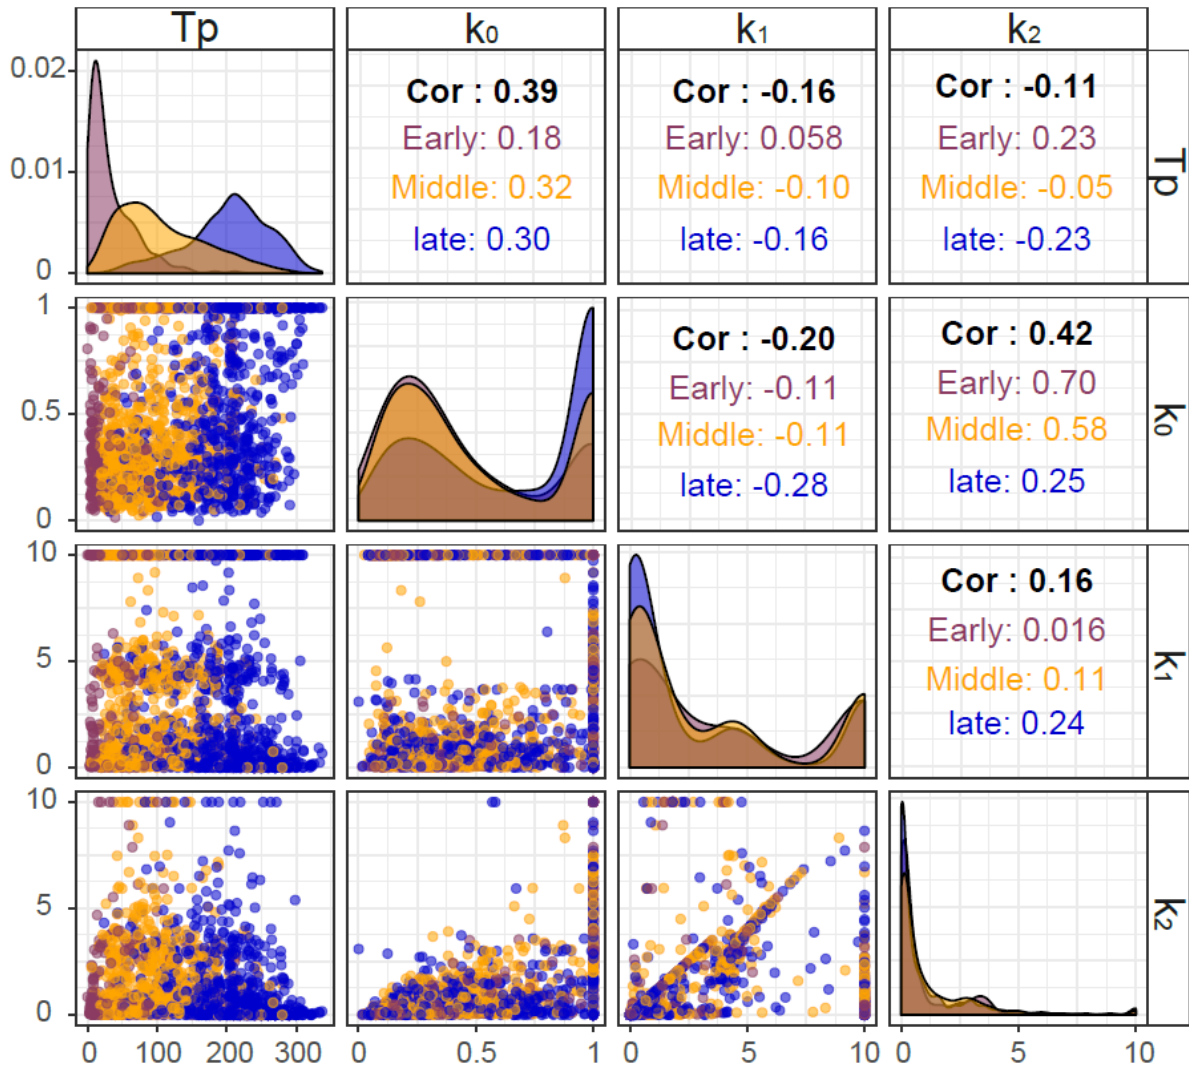 Tp k₀ k₁ k₂
0.02
0.01
0
Cor : 0.39
Early: 0.18
Middle: 0.32
late: 0.30
Cor : -0.16
Early: 0.058
Middle: -0.10
late: -0.16
Cor : -0.11
Early: 0.23
Middle: -0.05
late: -0.23
Tp
1
0.5
0
Cor : -0.20
Early: -0.11
Middle: -0.11
late: -0.28
Cor : 0.42
Early: 0.70
Middle: 0.58
late: 0.25
k₀
10
5
0
Cor : 0.16
Early: 0.016
Middle: 0.11
late: 0.24
k₁
10
5
0
k₂
0 100 200 300 0 0.5 1 0 5 10 0 5 10